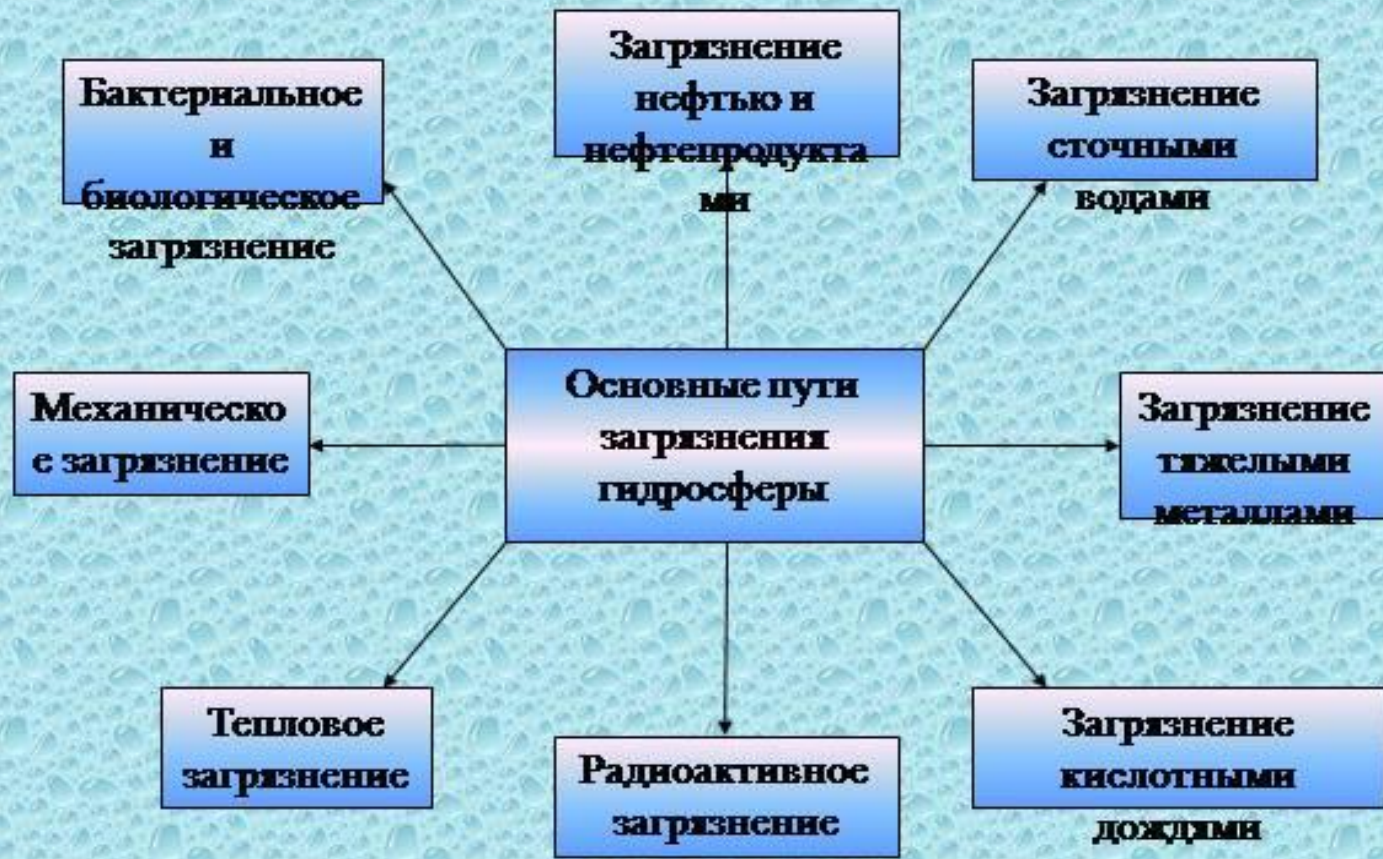 Загрязнение
нефтью и
нефтепродукта
ми
Бактериальное
и
биологическое
загрязнение
Загрязнение
сточными
водами
Механическо
е загрязнение
Основные пути
загрязнения
гидросферы
Загрязнение
тяжелыми
металлами
Тепловое
загрязнение
Радиоактивное
загрязнение
Загрязнение
кислотными
дождями